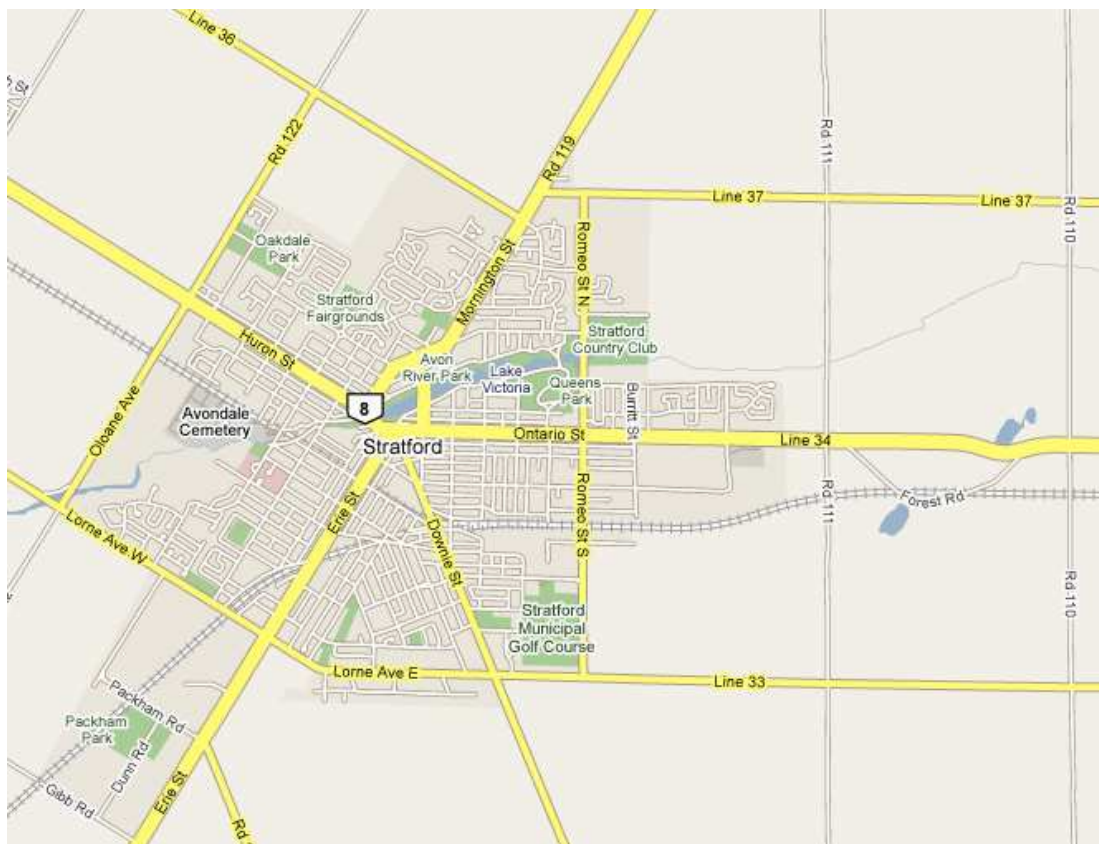 Line 36
Rd 122
Rd 119
Rd 111
Line 37
Line 37
Rd 110
Oakdale
Park
Mornington St
Romeo St N
Stratford
Fairgrounds
Huron St
Stratford
Country Club
Avon
River Park
Lake
Victoria
Queens
Park
Burritt St
8
Avondale
Cemetery
Oloane Ave
Stratford
Ontario St
Line 34
Erie St
Romeo St S
Rd 111
Forest Rd
Lorne Ave W
Downie St
Rd 110
Stratford
Municipal
Golf Course
Lorne Ave E
Line 33
Packham Rd
Packham
Park
Dunn Rd
Gibb Rd
Erie St
Rd